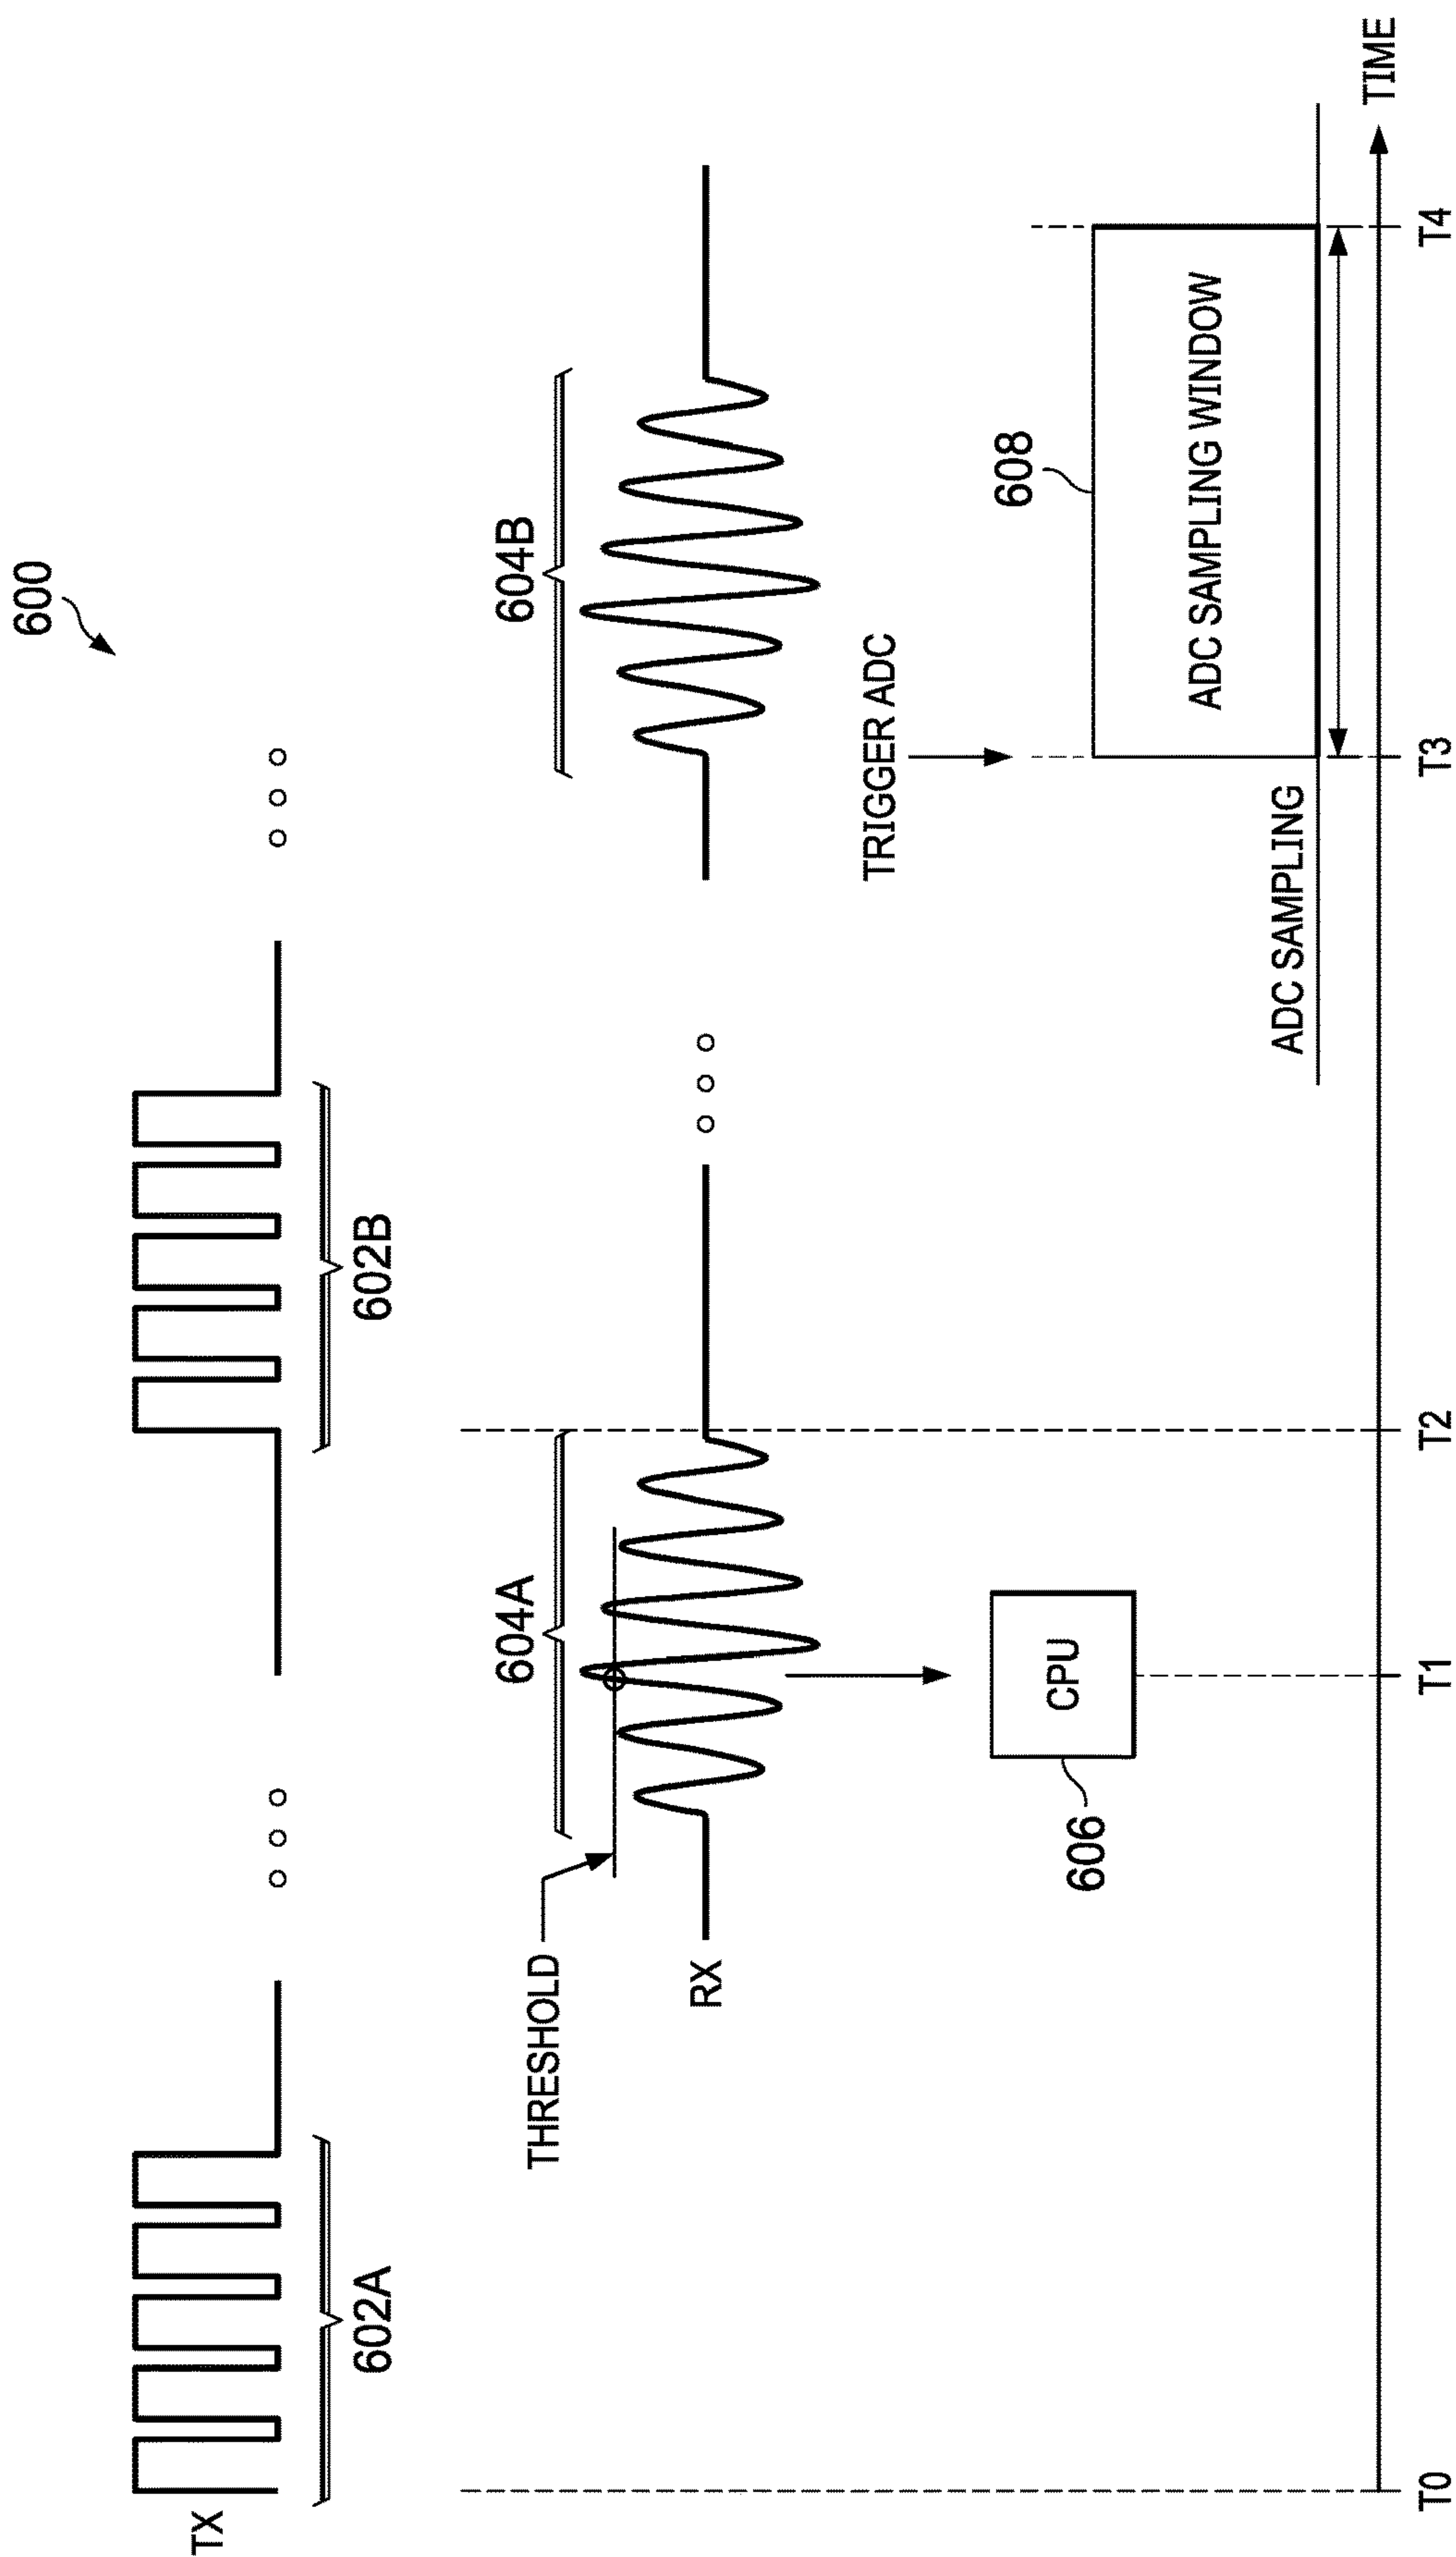 600
TX
602A
602B
THRESHOLD
604A
604B
RX
TRIGGER ADC
606
CPU
608
ADC SAMPLING WINDOW
ADC SAMPLING
TIME
T0
T1
T2
T3
T4